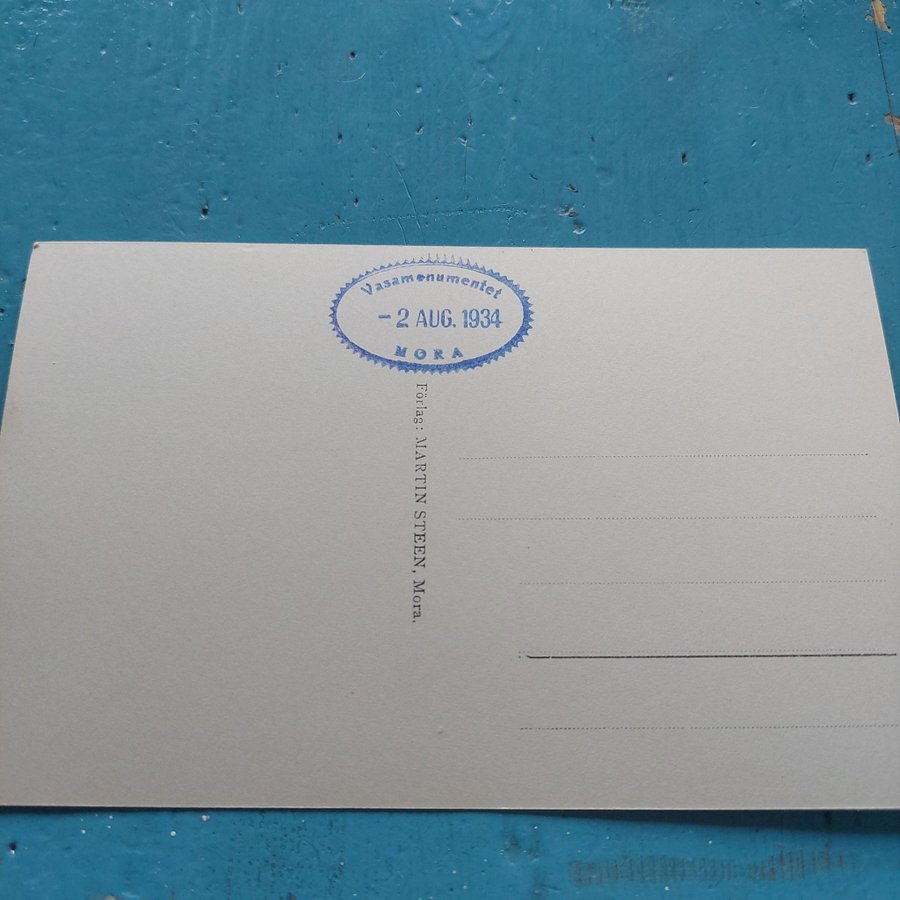 Vasamonumentet
- 2 AUG. 1934
MORA
Förlag: MARTIN STEEN, Mora.